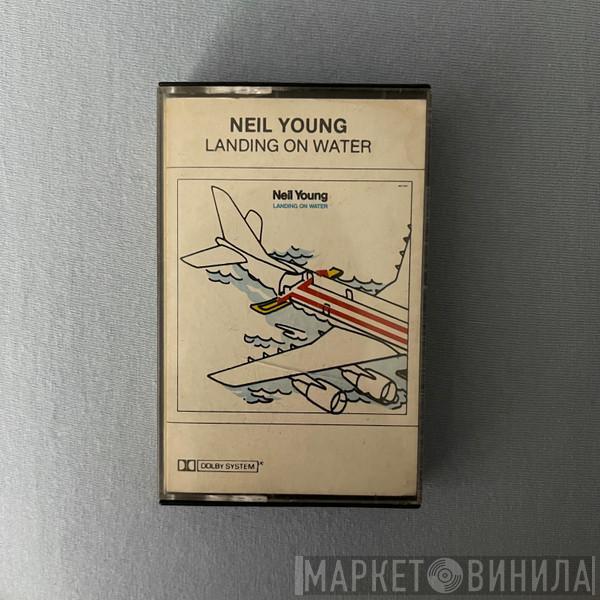 NEIL YOUNG
LANDING ON WATER
Neil Young
LANDING ON WATER
DOLBY SYSTEM
МАРКЕТ ВИНИЛА